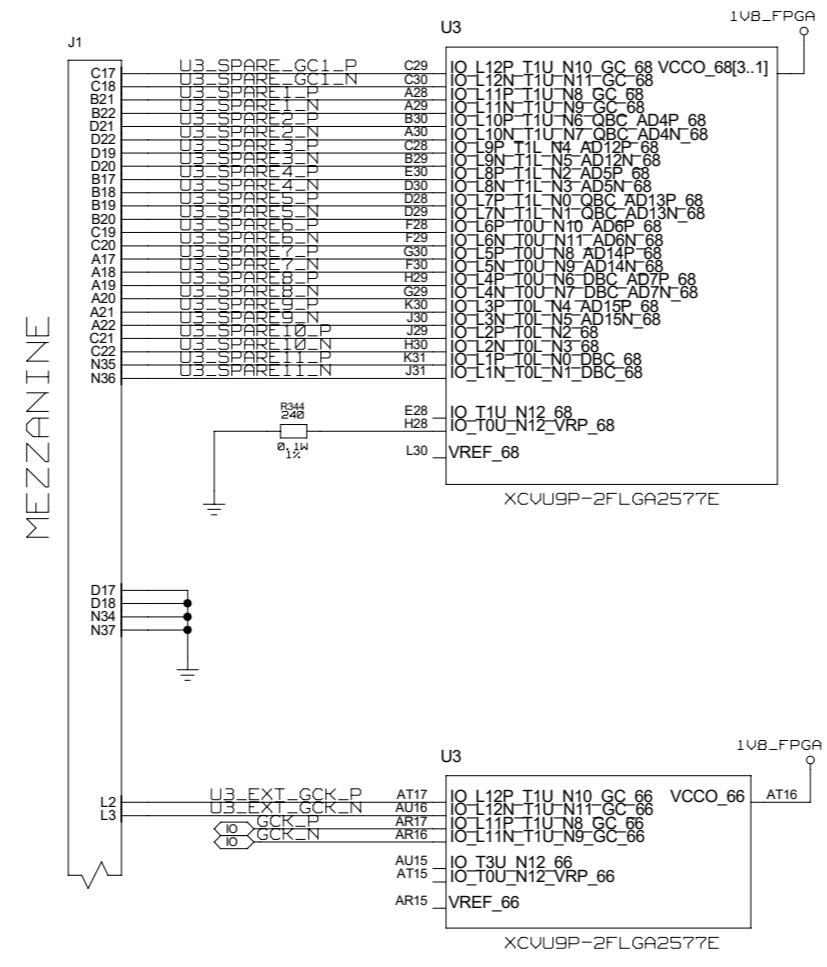 1V8_FPGA
U3
J1
C17 U3_SPARE_GC1_P C29 IO_L12P_T1U_N10_GC_68 VCCO_68[3..1]
C18 U3_SPARE_GC1_N C30 IO_L12N_T1U_N11_GC_68
B21 U3_SPARE1_P A28 IO_L11P_T1U_N8_GC_68
B22 U3_SPARE1_N A29 IO_L11N_T1U_N9_GC_68
D21 U3_SPARE2_P B30 IO_L10P_T1U_N6_QBC_AD4P_68
D22 U3_SPARE2_N A30 IO_L10N_T1U_N7_QBC_AD4N_68
D19 U3_SPARE3_P C28 IO_L9P_T1L_N4_AD12P_68
D20 U3_SPARE3_N B29 IO_L9N_T1L_N5_AD12N_68
B17 U3_SPARE4_P E30 IO_L8P_T1L_N2_AD5P_68
B18 U3_SPARE4_N D30 IO_L8N_T1L_N3_AD5N_68
B19 U3_SPARE5_P D28 IO_L7P_T1L_N0_QBC_AD13P_68
B20 U3_SPARE5_N D29 IO_L7N_T1L_N1_QBC_AD13N_68
C19 U3_SPARE6_P F28 IO_L6P_T0U_N10_AD6P_68
C20 U3_SPARE6_N F29 IO_L6N_T0U_N11_AD6N_68
A17 U3_SPARE7_P G30 IO_L5P_T0U_N8_AD14P_68
A18 U3_SPARE7_N F30 IO_L5N_T0U_N9_AD14N_68
A19 U3_SPARE8_P H29 IO_L4P_T0U_N6_DBC_AD7P_68
A20 U3_SPARE8_N G29 IO_L4N_T0U_N7_DBC_AD7N_68
A21 U3_SPARE9_P K30 IO_L3P_T0L_N4_AD15P_68
A22 U3_SPARE9_N J30 IO_L3N_T0L_N5_AD15N_68
C21 U3_SPARE10_P J29 IO_L2P_T0L_N2_68
C22 U3_SPARE10_N H30 IO_L2N_T0L_N3_68
N35 U3_SPARE11_P K31 IO_L1P_T0L_N0_DBC_68
N36 U3_SPARE11_N J31 IO_L1N_T0L_N1_DBC_68
MEZZANINE
E28 IO_T1U_N12_68
R344
240
H28 IO_T0U_N12_VRP_68
0.1W
1%
L30 VREF_68
XCVU9P-2FLGA2577E
D17
D18
N34
N37
1V8_FPGA
U3
L2 U3_EXT_GCK_P AT17 IO_L12P_T1U_N10_GC_66 VCCO_66 AT16
L3 U3_EXT_GCK_N AU16 IO_L12N_T1U_N11_GC_66
IO GCK_P AR17 IO_L11P_T1U_N8_GC_66
IO GCK_N AR16 IO_L11N_T1U_N9_GC_66
AU15 IO_T3U_N12_66
AT15 IO_T0U_N12_VRP_66
AR15 VREF_66
XCVU9P-2FLGA2577E